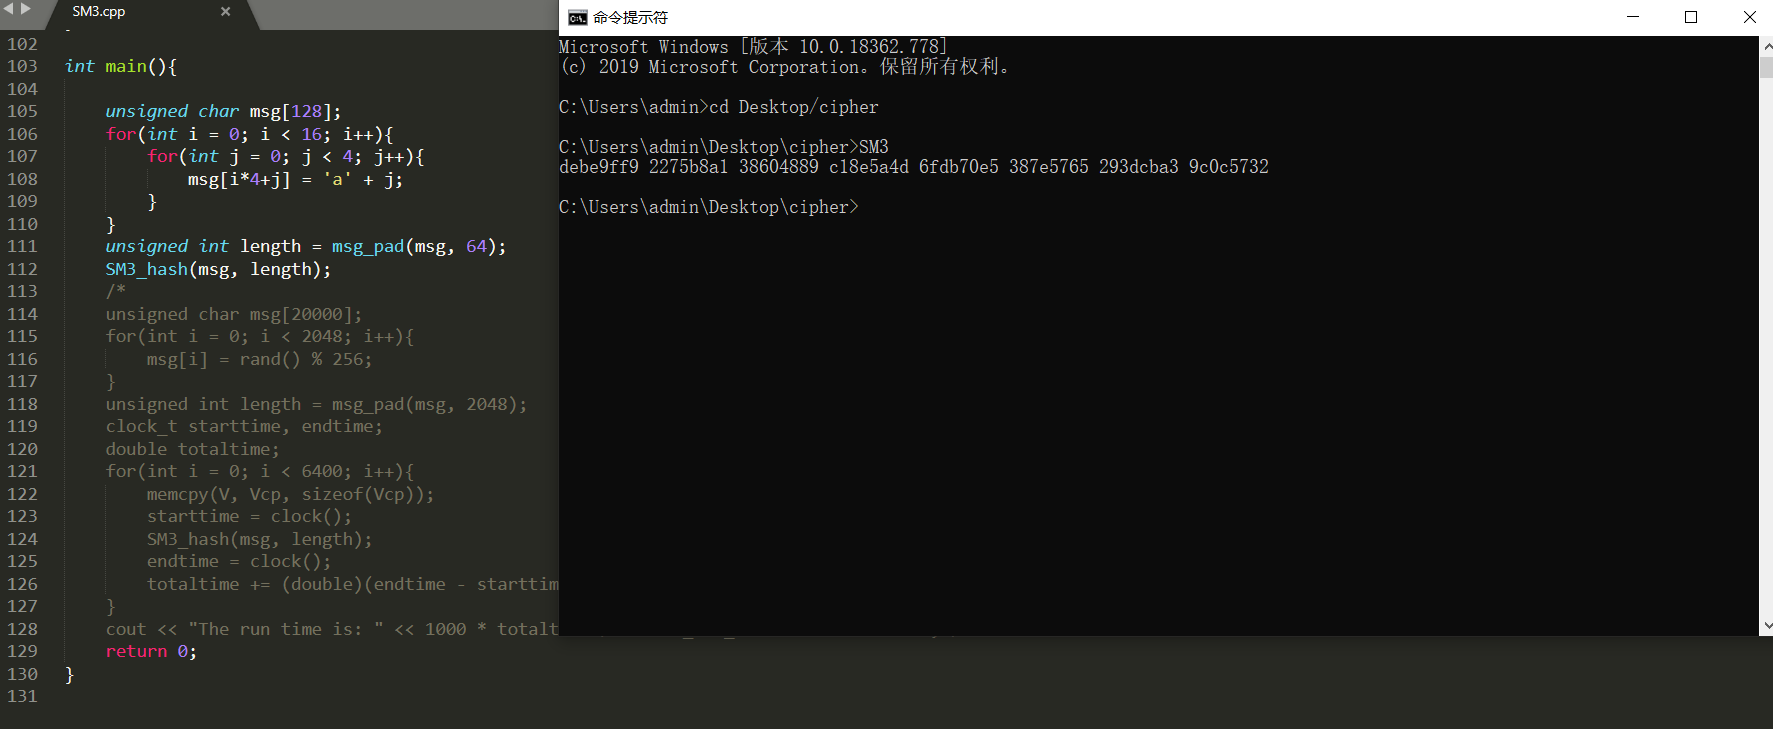 SM3.cpp
102
103 int main(){
104
105     unsigned char msg[128];
106     for(int i = 0; i < 16; i++){
107         for(int j = 0; j < 4; j++){
108             msg[i*4+j] = 'a' + j;
109         }
110     }
111     unsigned int length = msg_pad(msg, 64);
112     SM3_hash(msg, length);
113     /*
114     unsigned char msg[20000];
115     for(int i = 0; i < 2048; i++){
116         msg[i] = rand() % 256;
117     }
118     unsigned int length = msg_pad(msg, 2048);
119     clock_t starttime, endtime;
120     double totaltime;
121     for(int i = 0; i < 6400; i++){
122         memcpy(V, Vcp, sizeof(Vcp));
123         starttime = clock();
124         SM3_hash(msg, length);
125         endtime = clock();
126         totaltime += (double)(endtime - starttim
127     }
128     cout << "The run time is: " << 1000 * totalt
129     return 0;
130 }
131
命令提示符
Microsoft Windows [版本 10.0.18362.778]
(c) 2019 Microsoft Corporation。保留所有权利。
C:\Users\admin>cd Desktop/cipher
C:\Users\admin\Desktop\cipher>SM3
debe9ff9 2275b8a1 38604889 c18e5a4d 6fdb70e5 387e5765 293dcba3 9c0c5732
C:\Users\admin\Desktop\cipher>